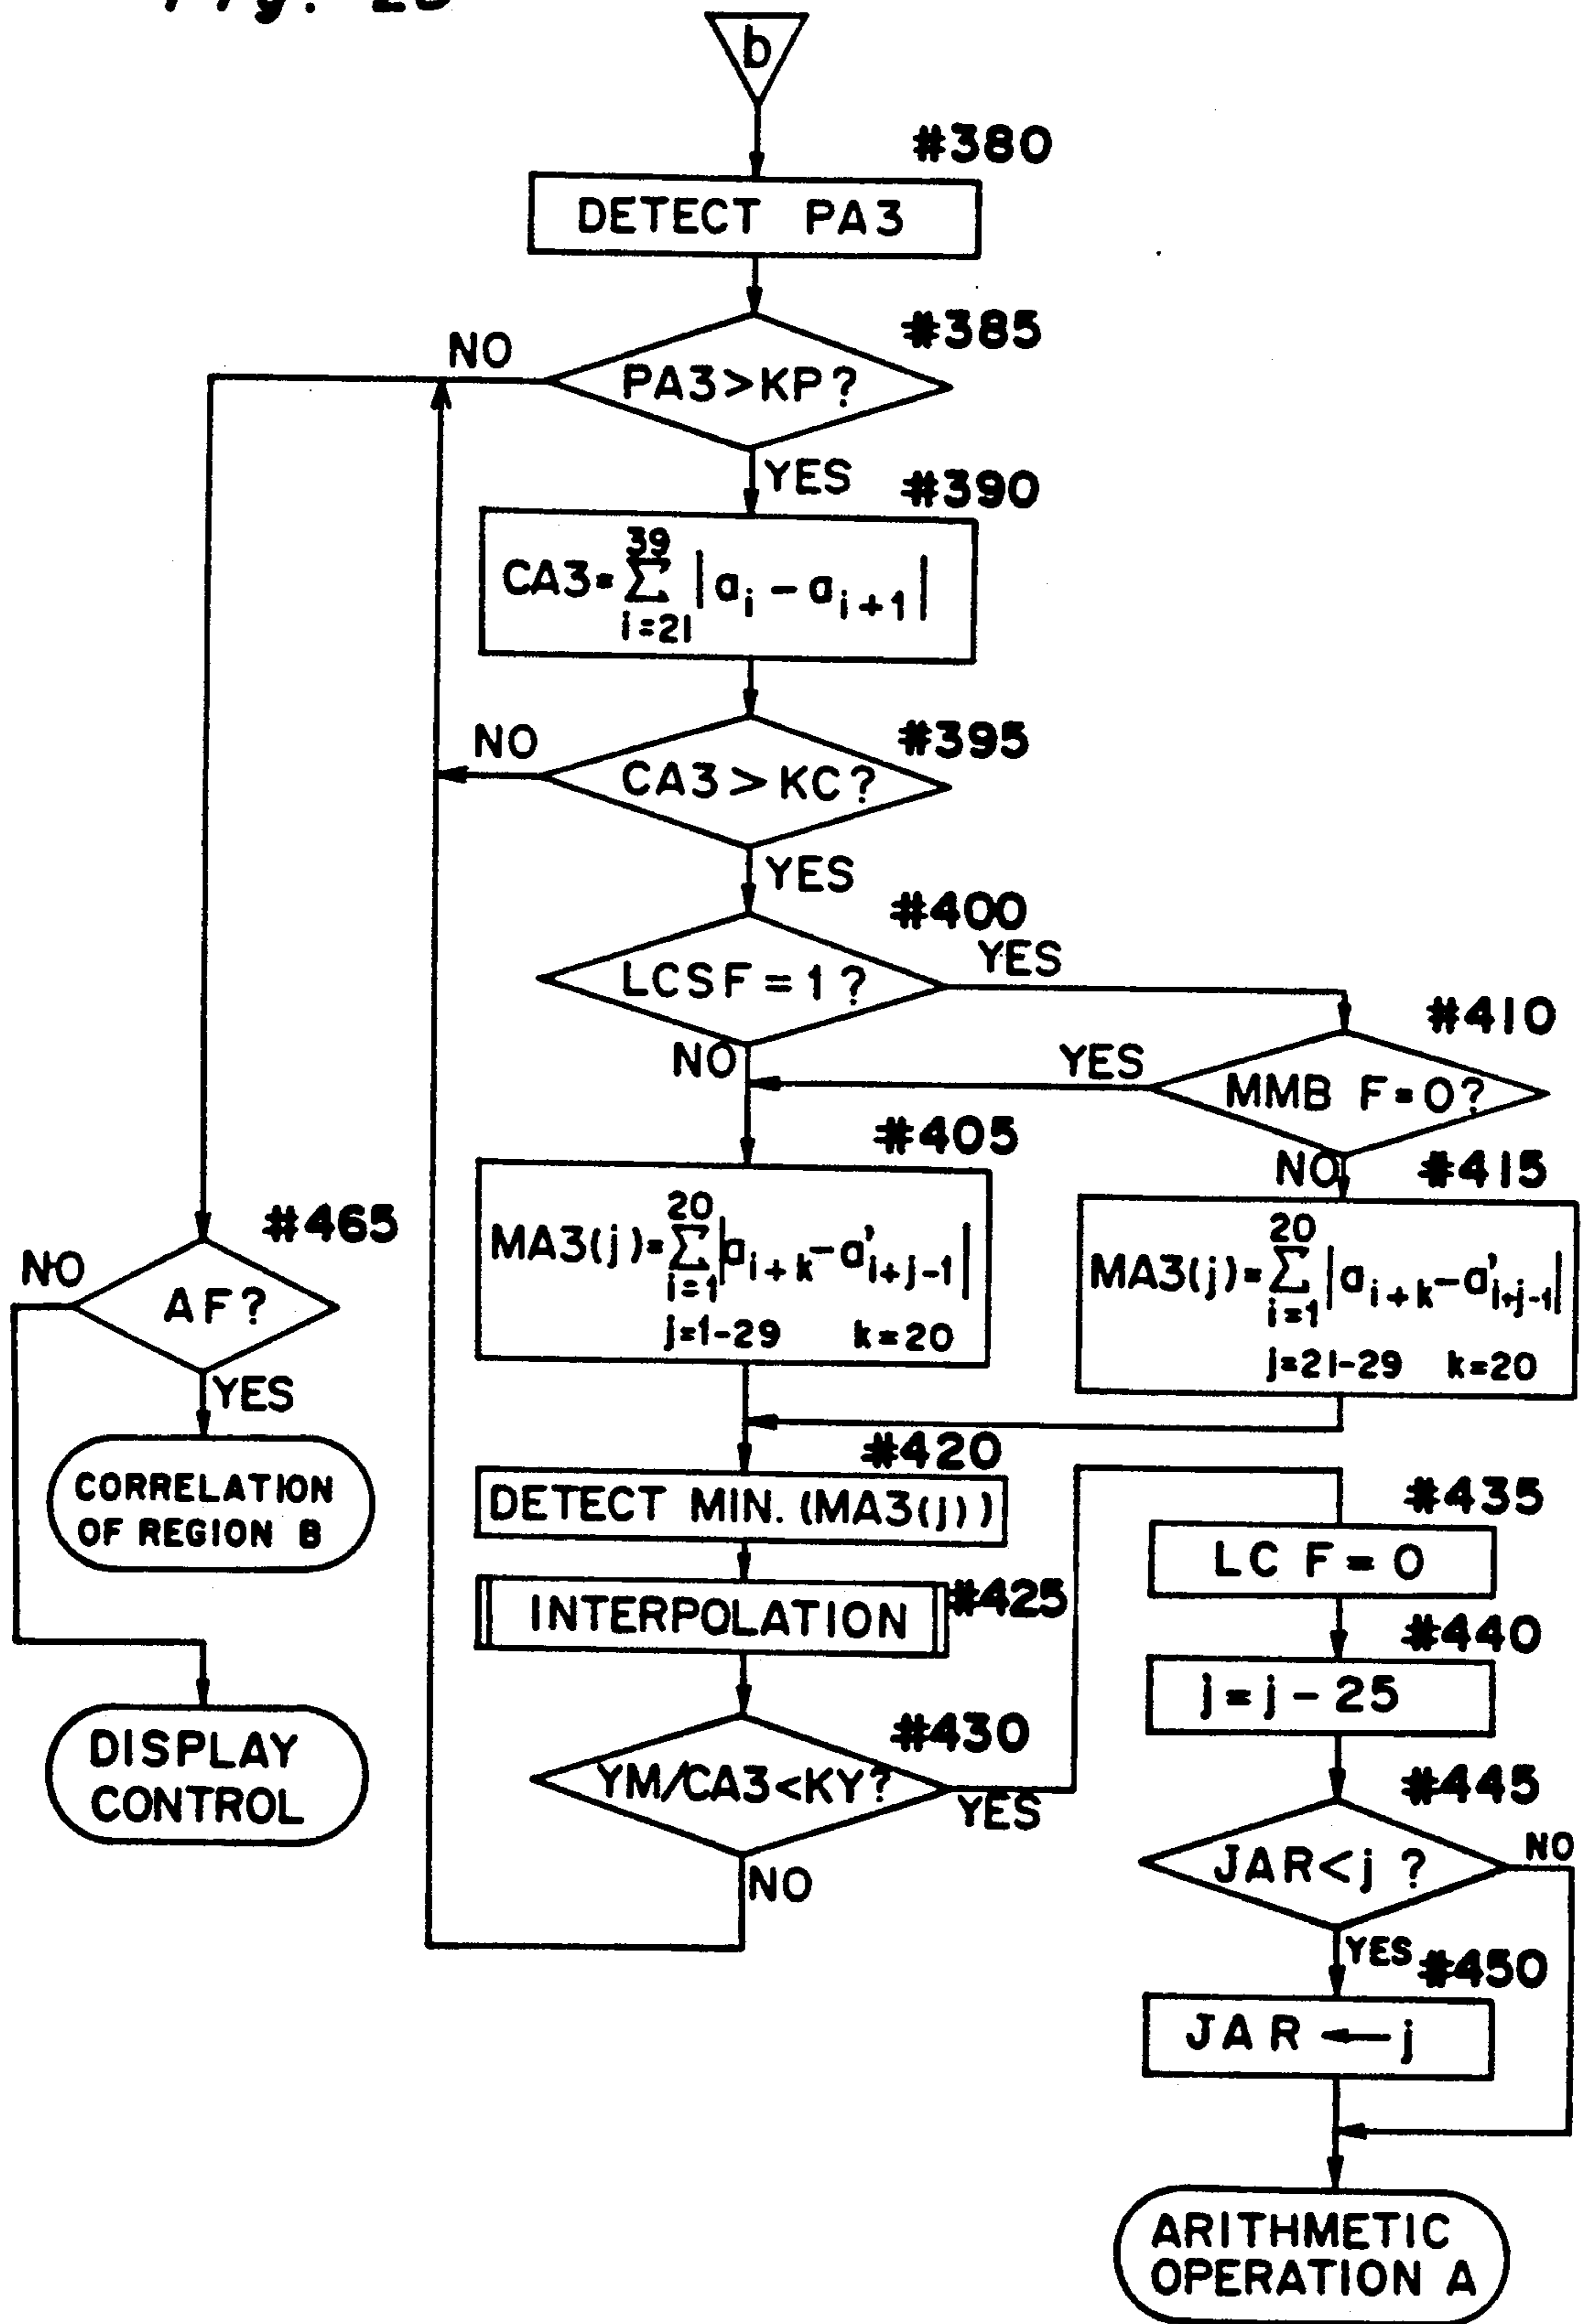 b
#380
DETECT PA3
#385
NO
PA3>KP?
YES
#390
CA3=∑_{i=21}^{39}|a_i-a_{i+1}|
#395
NO
CA3>KC?
YES
#400
LCSF=1?
YES
NO
#410
YES
MMB F=0?
NO
#405
MA3(j)=∑_{i=1}^{20}|a_{i+k}-a'_{i+j-1}|
j=1-29 k=20
#415
MA3(j)=∑_{i=1}^{20}|a_{i+k}-a'_{i+j-1}|
j=21-29 k=20
#465
NO
AF?
YES
CORRELATION
OF REGION B
DISPLAY
CONTROL
#420
DETECT MIN. (MA3(j))
#425
INTERPOLATION
#430
YM/CA3<KY?
YES
NO
#435
LC F=0
#440
j=j-25
#445
JAR<j ?
NO
YES
#450
JAR ← j
ARITHMETIC
OPERATION A